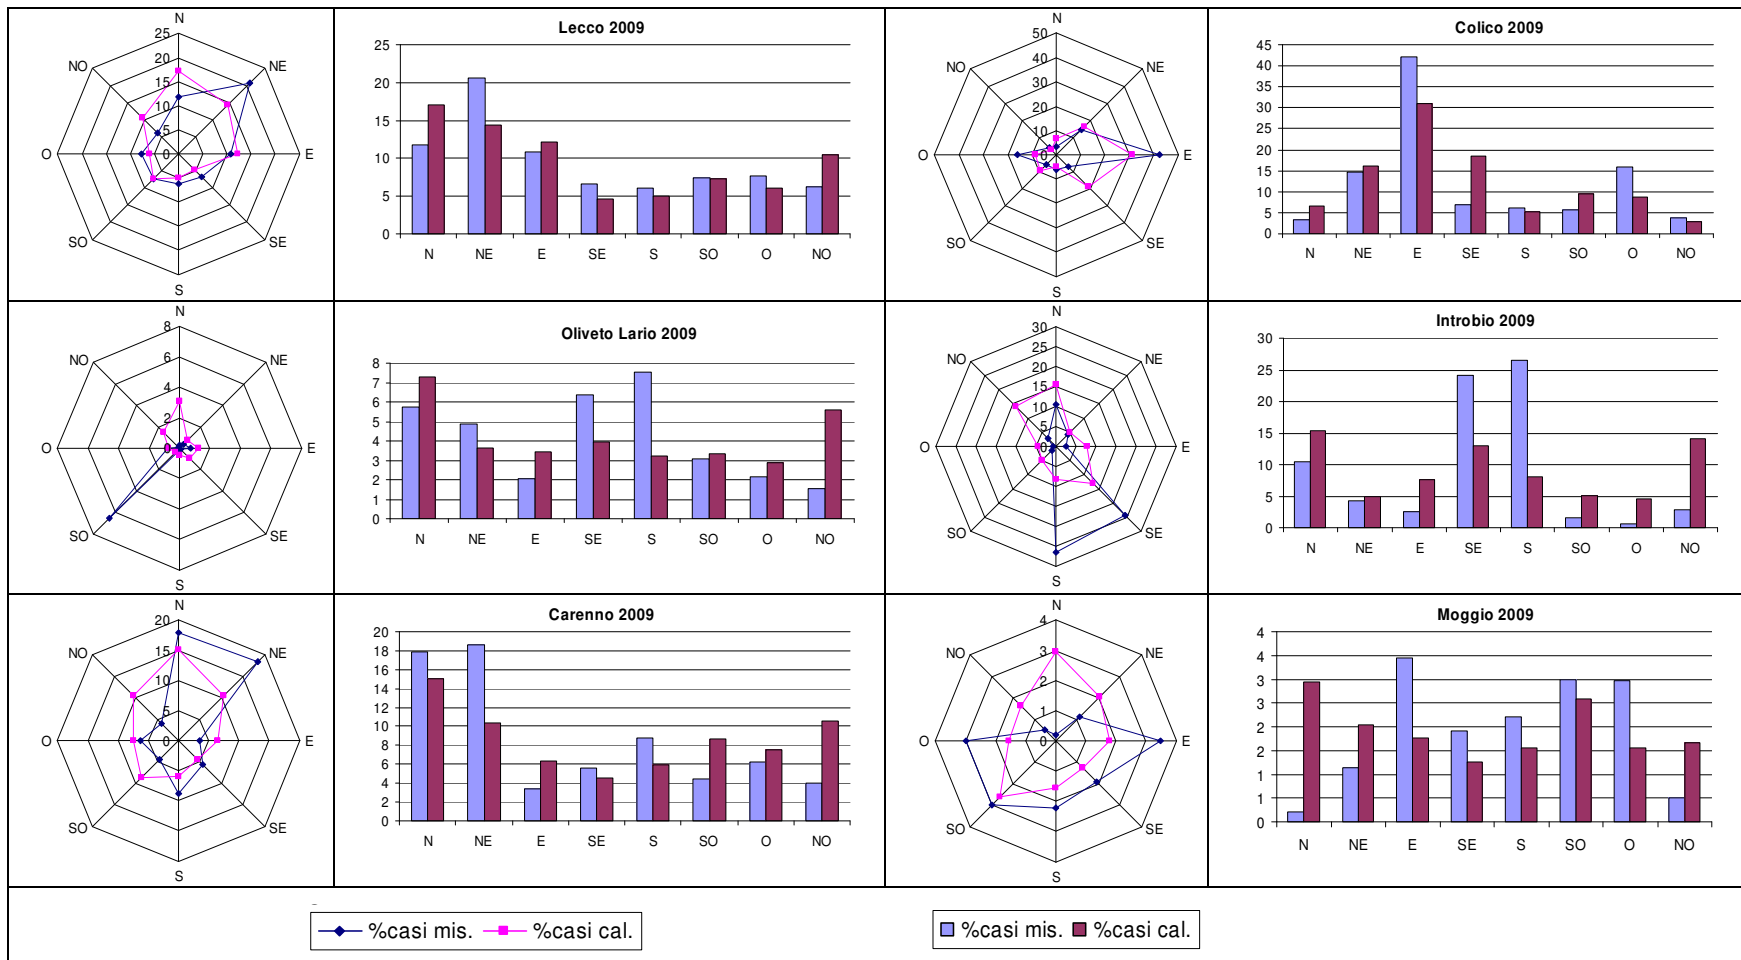 N
25
20
15
10
5
0
NO
NE
O
E
SO
SE
S
Lecco 2009
25
20
15
10
5
0
N NE E SE S SO O NO
N
50
40
30
20
10
0
NO
NE
O
E
SO
SE
S
Colico 2009
45
40
35
30
25
20
15
10
5
0
N NE E SE S SO O NO
N
8
6
4
2
0
NO
NE
O
E
SO
SE
S
Oliveto Lario 2009
8
7
6
5
4
3
2
1
0
N NE E SE S SO O NO
N
30
25
20
15
10
5
0
NO
NE
O
E
SO
SE
S
Introbio 2009
30
25
20
15
10
5
0
N NE E SE S SO O NO
N
20
15
10
5
0
NO
NE
O
E
SO
SE
S
Carenno 2009
20
18
16
14
12
10
8
6
4
2
0
N NE E SE S SO O NO
N
4
3
2
1
0
NO
NE
O
E
SO
SE
S
Moggio 2009
4
4
3
3
2
2
1
1
0
N NE E SE S SO O NO
%casi mis. %casi cal.
%casi mis. %casi cal.